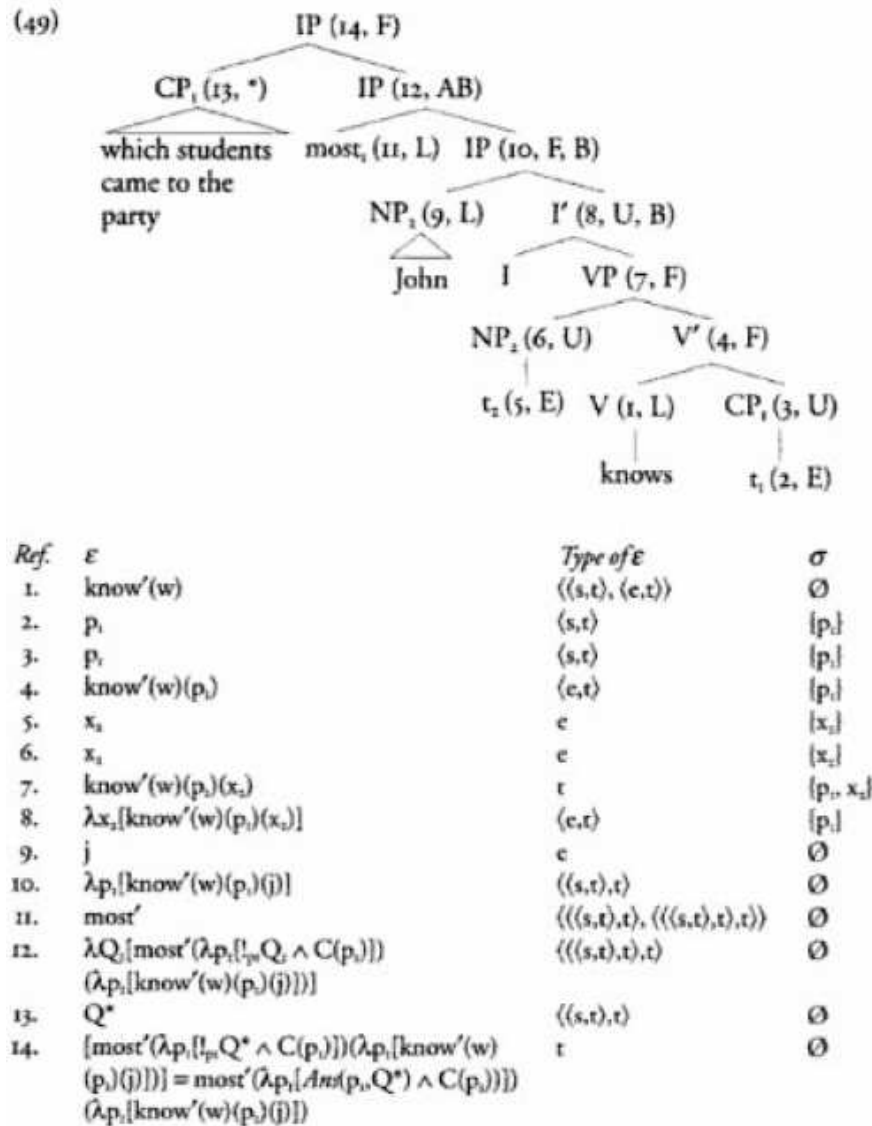 (49)
IP (14, F)
CP₁ (13, *) IP (12, AB)
which students most₁ (11, L) IP (10, F, B)
came to the
party
NP₂ (9, L) I′ (8, U, B)
John I VP (7, F)
NP₂ (6, U) V′ (4, F)
t₂ (5, E) V (1, L) CP₁ (3, U)
knows t₁ (2, E)
Ref. ε Type of ε σ
1. know′(w) ⟨⟨s,t⟩, ⟨e,t⟩⟩ ∅
2. p₁ ⟨s,t⟩ {p₁}
3. p₁ ⟨s,t⟩ {p₁}
4. know′(w)(p₁) ⟨e,t⟩ {p₁}
5. x₂ e {x₂}
6. x₂ e {x₂}
7. know′(w)(p₁)(x₂) t {p₁, x₂}
8. λx₂[know′(w)(p₁)(x₂)] ⟨e,t⟩ {p₁}
9. j e ∅
10. λp₁[know′(w)(p₁)(j)] ⟨⟨s,t⟩,t⟩ ∅
11. most′ ⟨⟨⟨s,t⟩,t⟩, ⟨⟨⟨s,t⟩,t⟩,t⟩⟩ ∅
12. λQ₁[most′(λp₁[!ₚ₁Q₁ ∧ C(p₁)]) ⟨⟨⟨s,t⟩,t⟩,t⟩ ∅
(λp₁[know′(w)(p₁)(j)])]
13. Q* ⟨⟨s,t⟩,t⟩ ∅
14. [most′(λp₁[!ₚ₁Q* ∧ C(p₁)])(λp₁[know′(w) t ∅
(p₁)(j)])] = most′(λp₁[Ans(p₁,Q*) ∧ C(p₁))])
(λp₁[know′(w)(p₁)(j)])